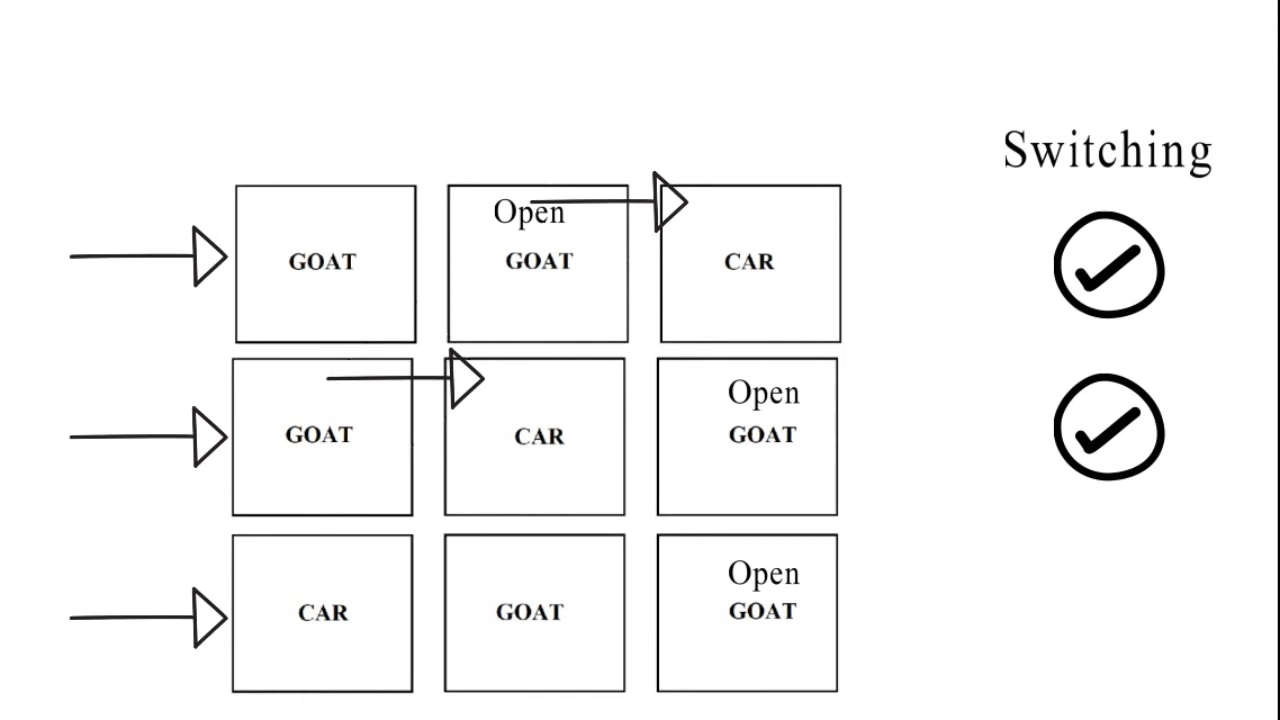 Switching
Open
GOAT GOAT CAR
Open
GOAT CAR GOAT
Open
CAR GOAT GOAT